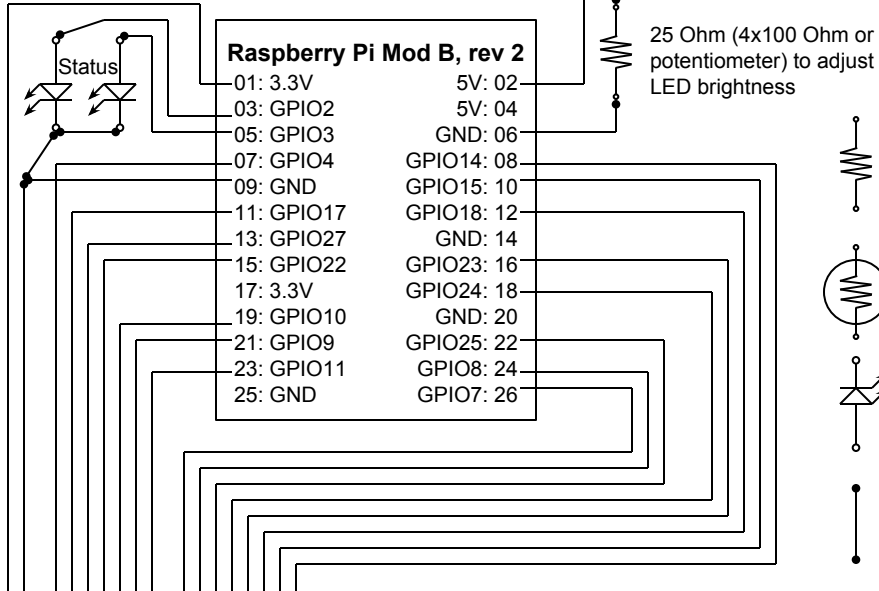 25 Ohm (4x100 Ohm or
potentiometer) to adjust
LED brightness
Raspberry Pi Mod B, rev 2
Status
01: 3.3V 5V: 02
03: GPIO2 5V: 04
05: GPIO3 GND: 06
07: GPIO4 GPIO14: 08
09: GND GPIO15: 10
11: GPIO17 GPIO18: 12
13: GPIO27 GND: 14
15: GPIO22 GPIO23: 16
17: 3.3V GPIO24: 18
19: GPIO10 GND: 20
21: GPIO9 GPIO25: 22
23: GPIO11 GPIO8: 24
25: GND GPIO7: 26